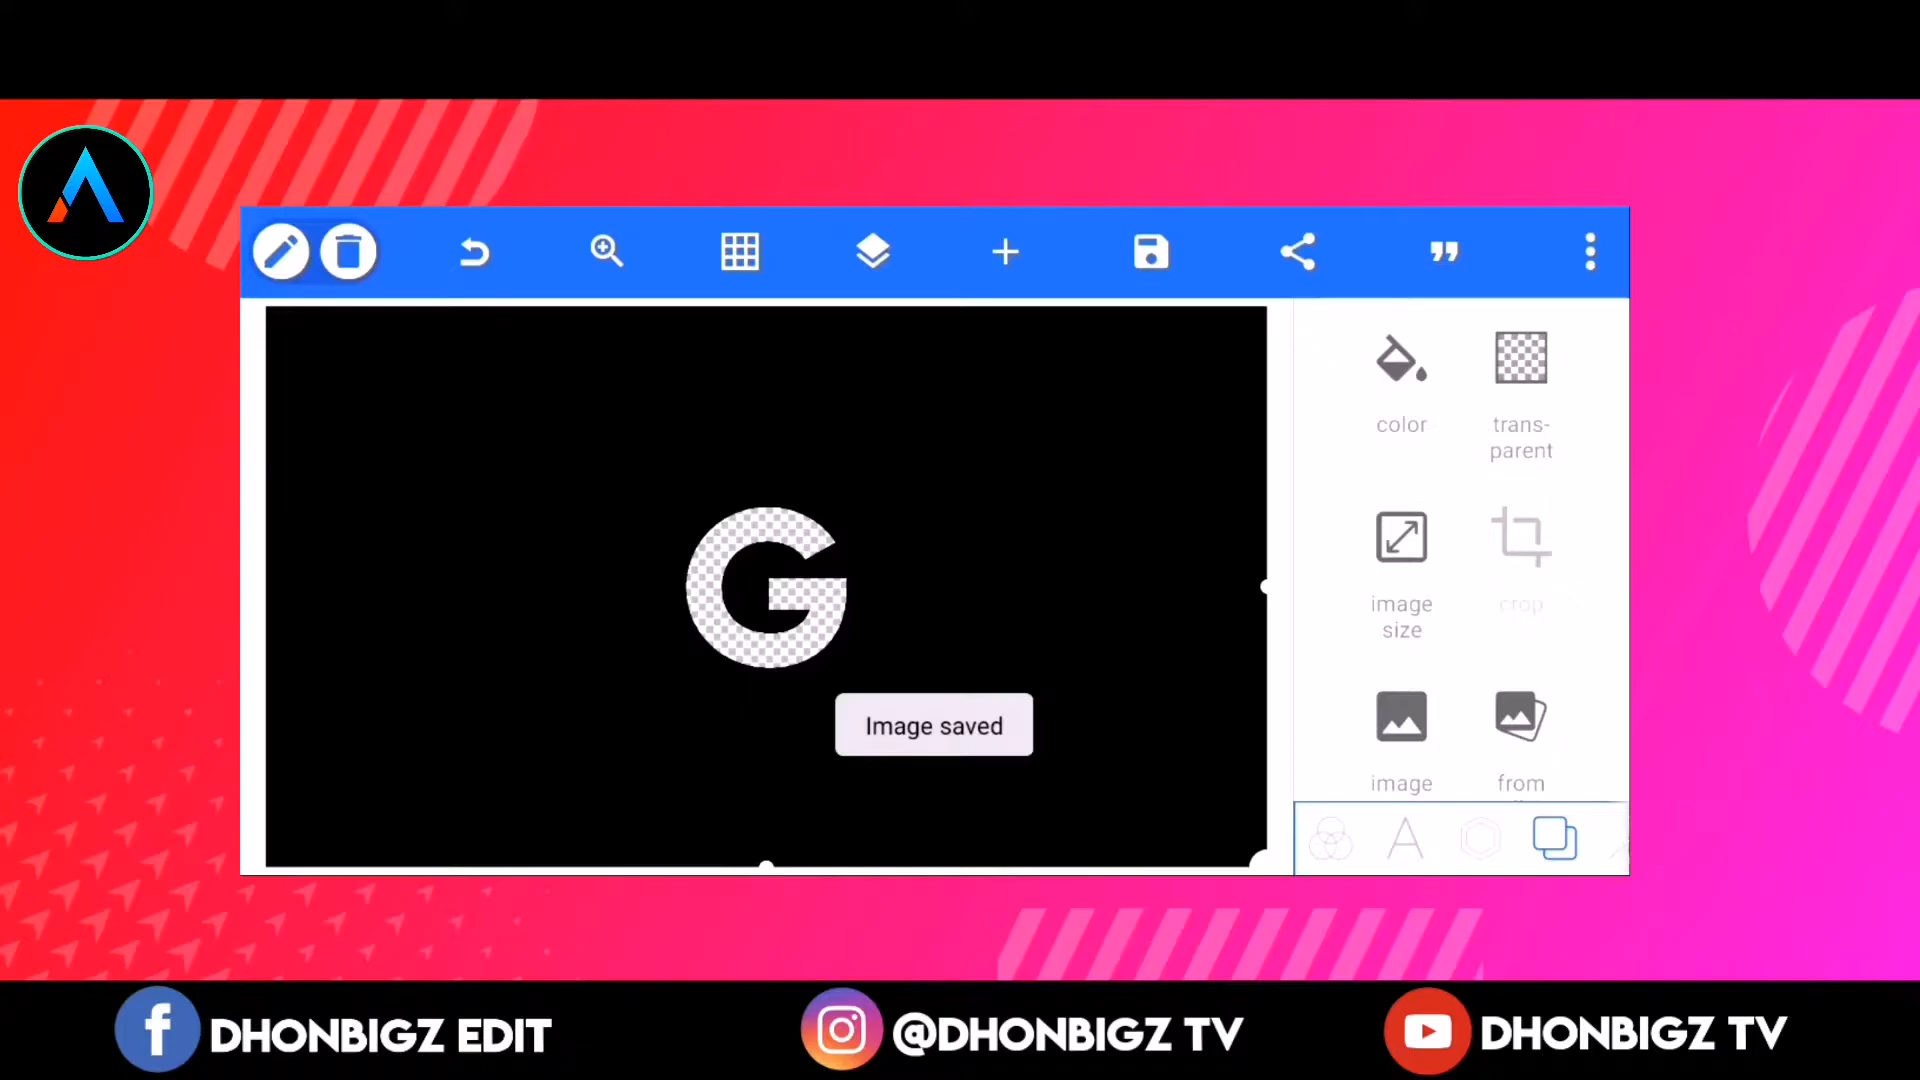 color
trans-
parent
G
image
size
crop
Image saved
image
from
DHONBIGZ EDIT
@DHONBIGZ TV
DHONBIGZ TV